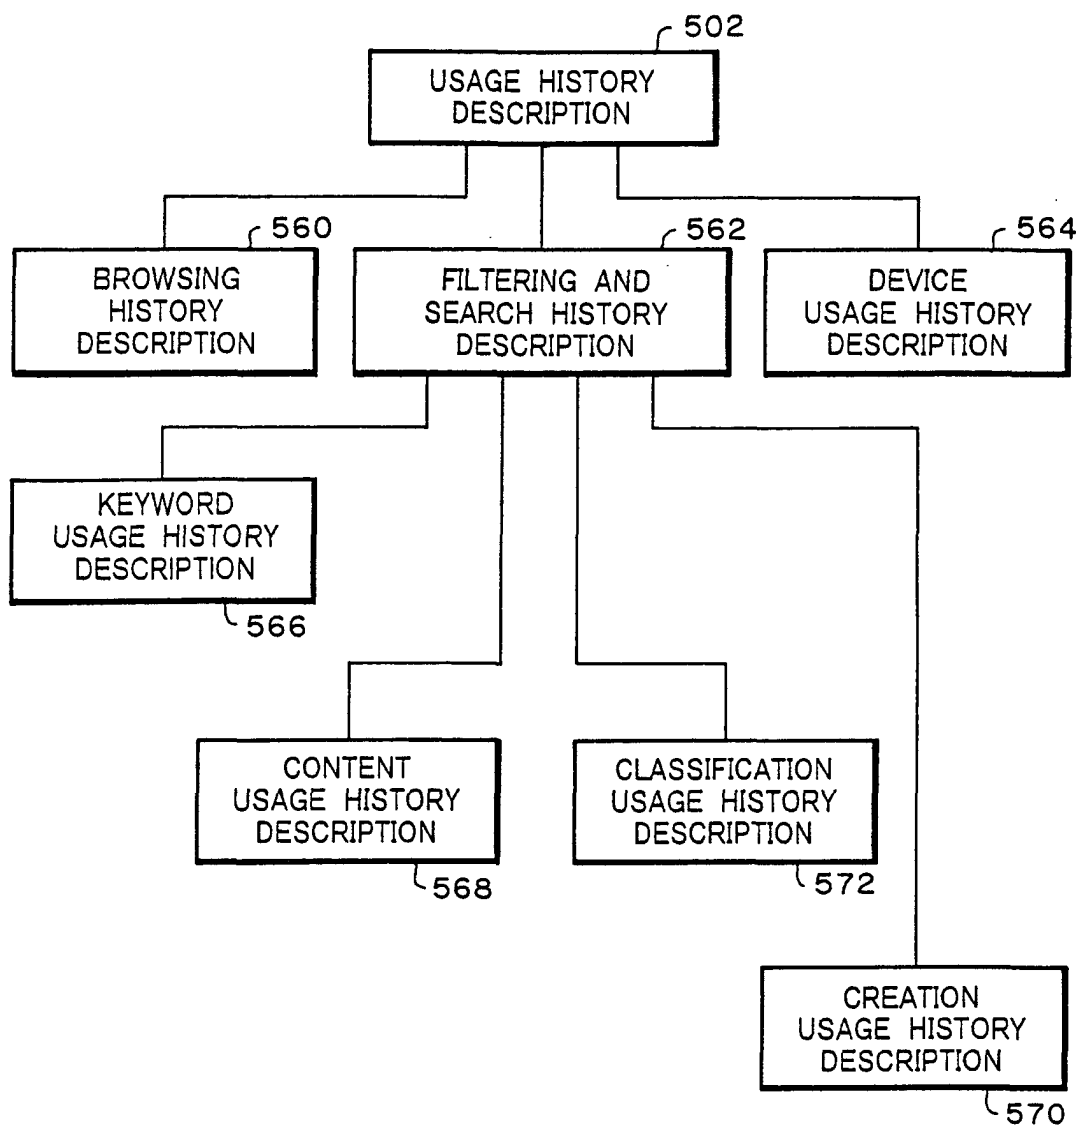 502
USAGE HISTORY
DESCRIPTION
560
BROWSING
HISTORY
DESCRIPTION
562
FILTERING AND
SEARCH HISTORY
DESCRIPTION
564
DEVICE
USAGE HISTORY
DESCRIPTION
KEYWORD
USAGE HISTORY
DESCRIPTION
566
CONTENT
USAGE HISTORY
DESCRIPTION
568
CLASSIFICATION
USAGE HISTORY
DESCRIPTION
572
CREATION
USAGE HISTORY
DESCRIPTION
570